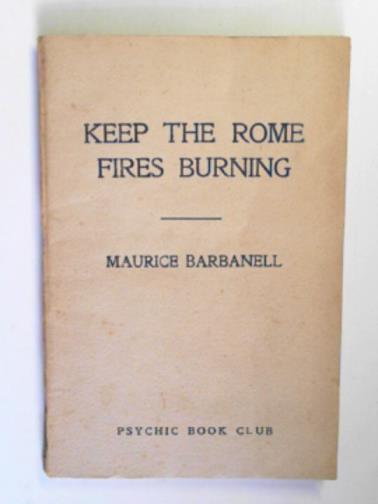 KEEP THE ROME
FIRES BURNING
MAURICE BARBANELL
PSYCHIC BOOK CLUB